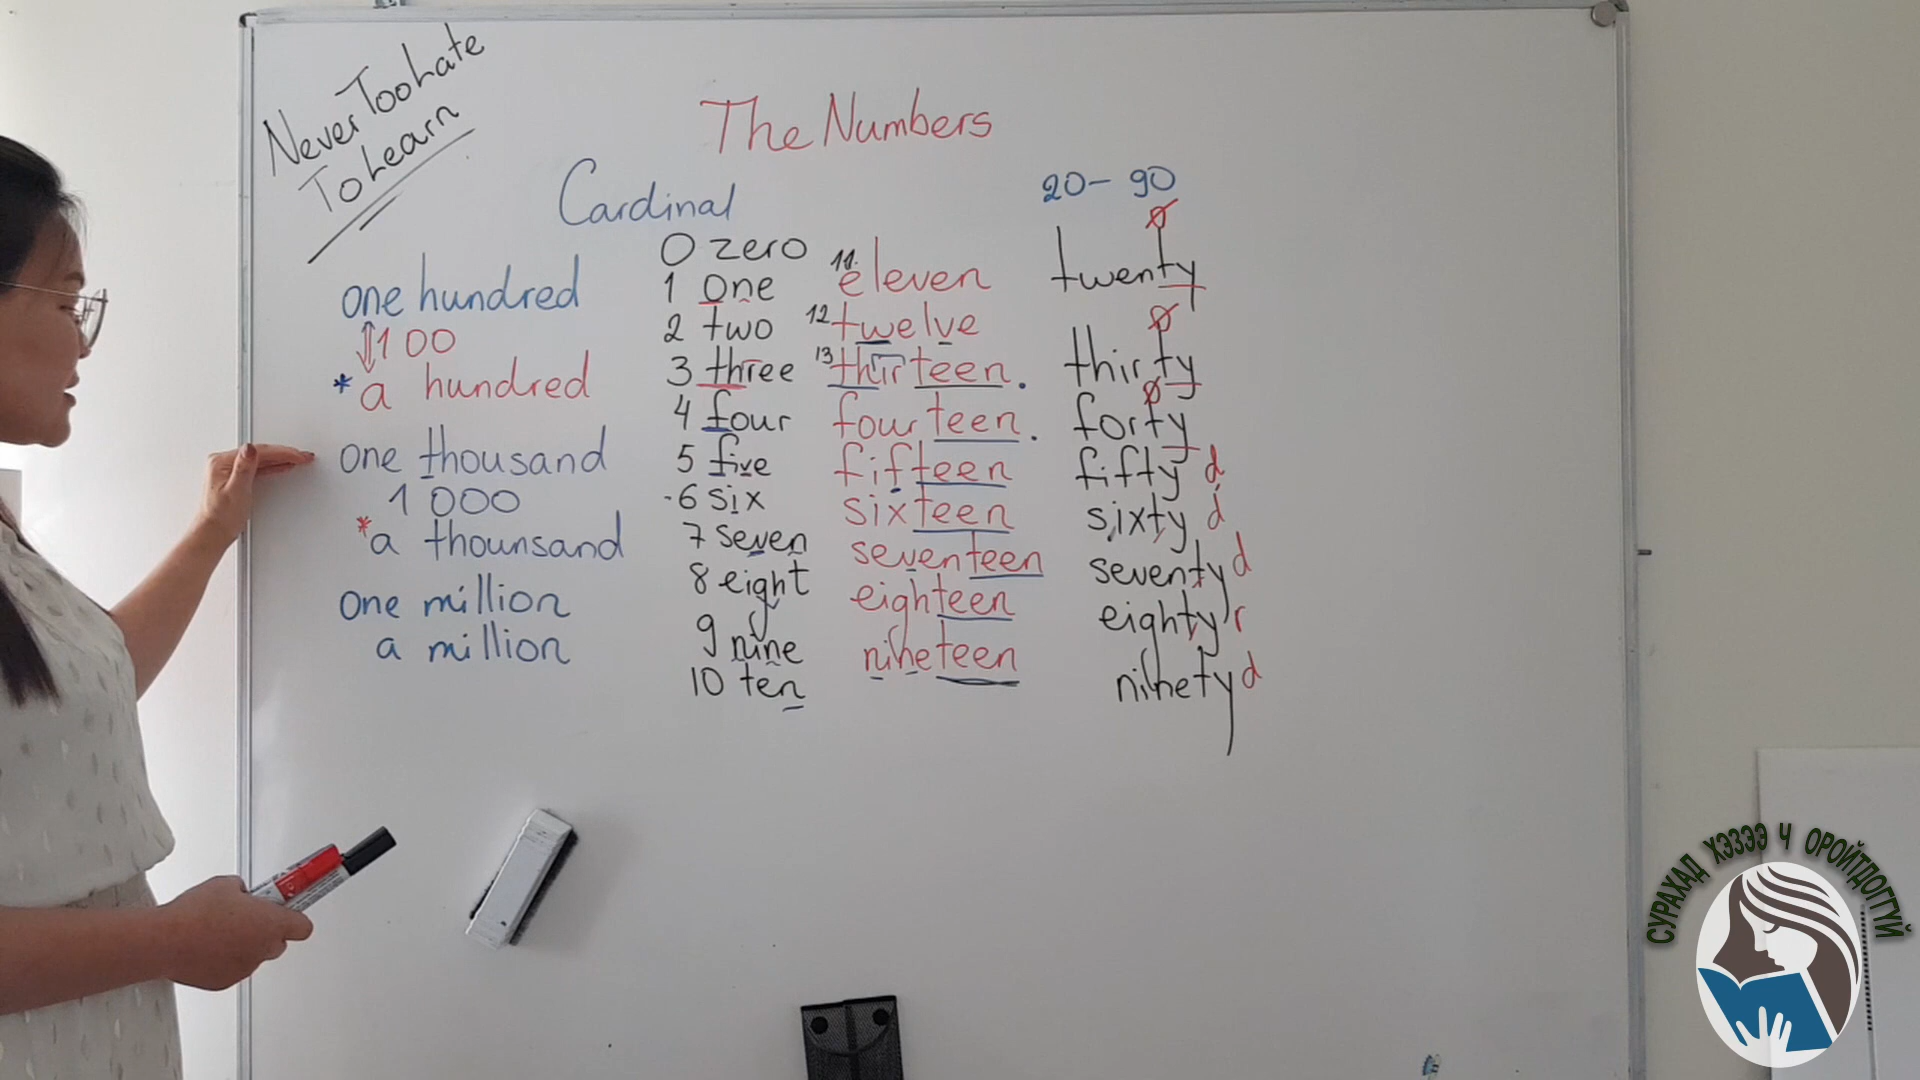 Never Too Late
To Learn
The Numbers
Cardinal
one hundred
100
*a hundred
one thousand
1 000
*a thounsand
one million
a million
0 zero
1 one
2 two
3 three
4 four
5 five
6 six
7 seven
8 eight
9 nine
10 ten
11. eleven
12 twelve
13 thirteen.
fourteen.
fifteen
sixteen
seventeen
eighteen
nineteen
20-90
twenty
thirty
forty
fifty d
sixty d
seventy d
eighty r
ninety d
СУРАХАД ХЭЗЭЭ Ч ОРОЙТДОГГҮЙ